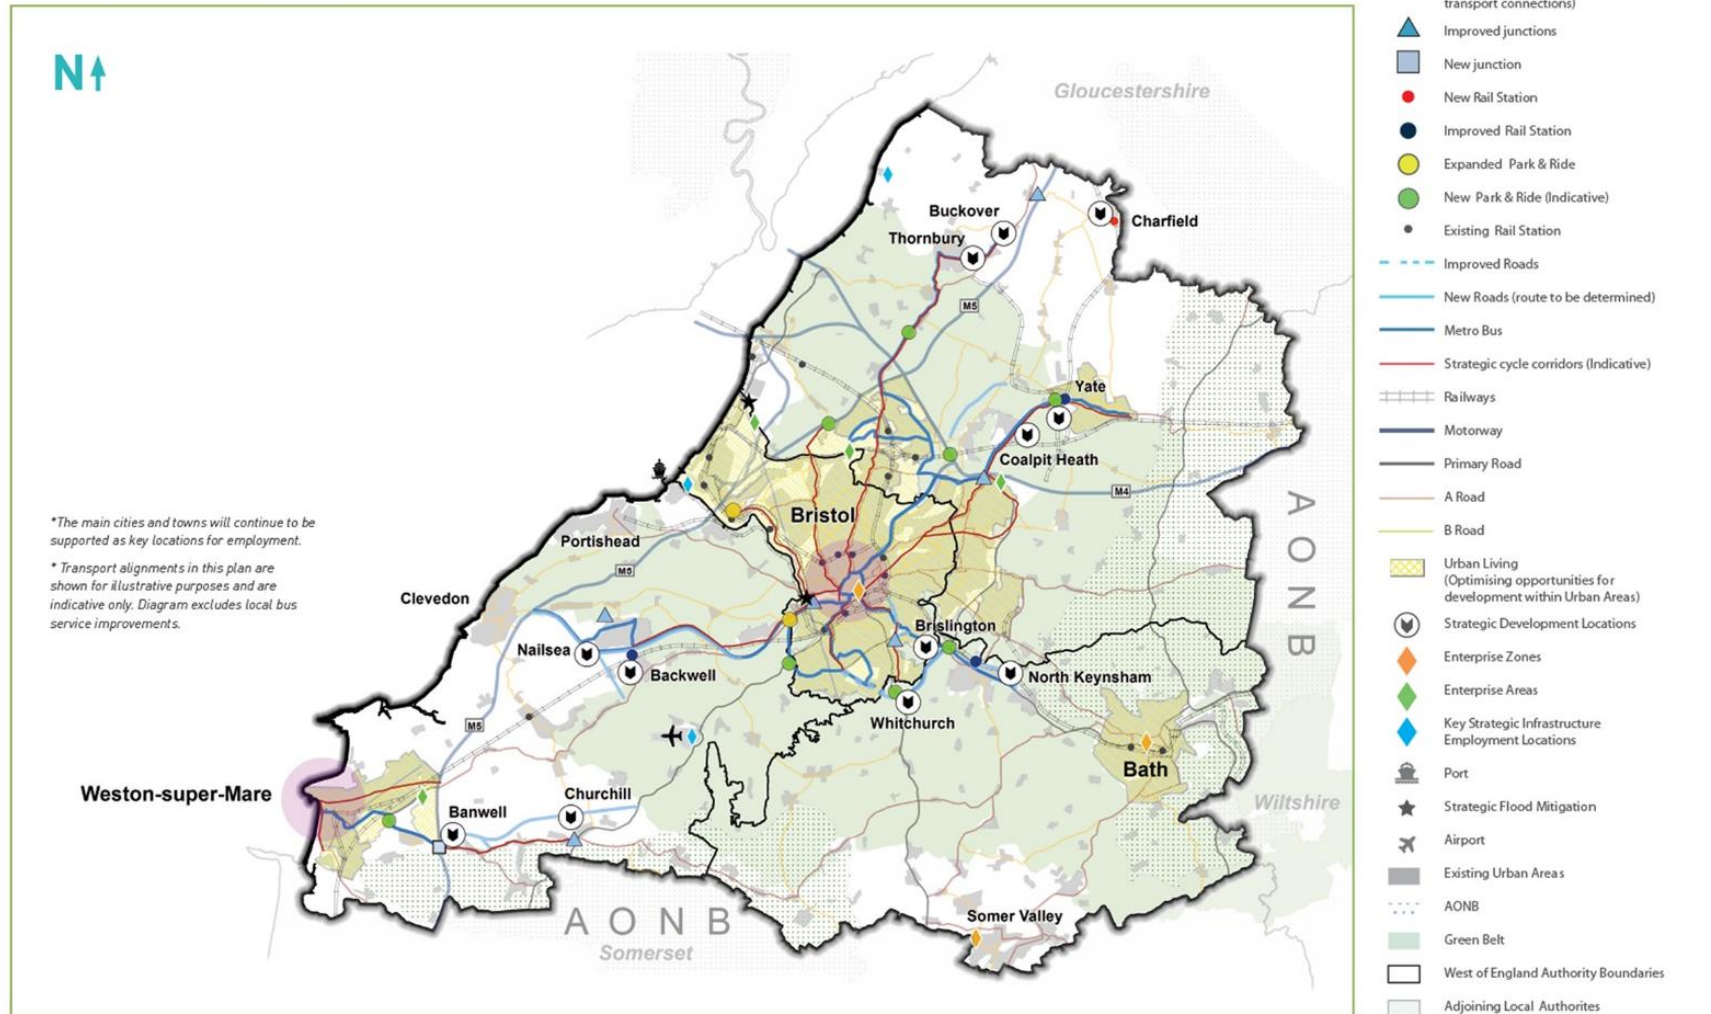 N
Gloucestershire
Buckover
Charfield
Thornbury
M5
Yate
Coalpit Heath
M4
Bristol
Portishead
M5
AONB
Clevedon
Brislington
Nailsea
Backwell
North Keynsham
Whitchurch
M5
Bath
Weston-super-Mare
Churchill
Banwell
Wiltshire
AONB
Somer Valley
Somerset
*The main cities and towns will continue to be
supported as key locations for employment.
* Transport alignments in this plan are
shown for illustrative purposes and are
indicative only. Diagram excludes local bus
service improvements.
transport connections)
Improved junctions
New junction
New Rail Station
Improved Rail Station
Expanded Park & Ride
New Park & Ride (Indicative)
Existing Rail Station
Improved Roads
New Roads (route to be determined)
Metro Bus
Strategic cycle corridors (Indicative)
Railways
Motorway
Primary Road
A Road
B Road
Urban Living
(Optimising opportunities for
development within Urban Areas)
Strategic Development Locations
Enterprise Zones
Enterprise Areas
Key Strategic Infrastructure
Employment Locations
Port
Strategic Flood Mitigation
Airport
Existing Urban Areas
AONB
Green Belt
West of England Authority Boundaries
Adjoining Local Authorites